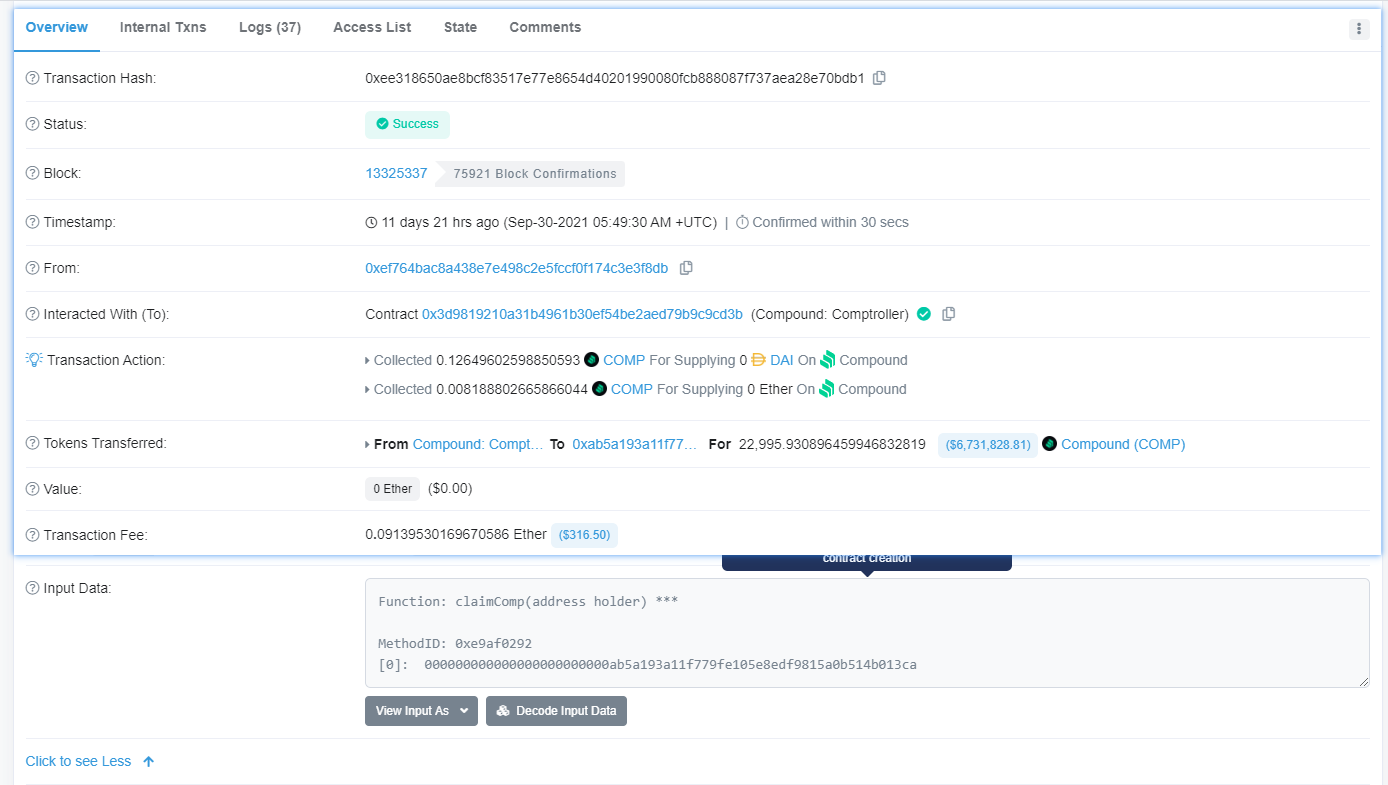 Overview Internal Txns Logs (37) Access List State Comments
Transaction Hash: 0xee318650ae8bcf83517e77e8654d40201990080fcb888087f737aea28e70bdb1
Status: Success
Block: 13325337 75921 Block Confirmations
Timestamp: 11 days 21 hrs ago (Sep-30-2021 05:49:30 AM +UTC) | Confirmed within 30 secs
From: 0xef764bac8a438e7e498c2e5fccf0f174c3e3f8db
Interacted With (To): Contract 0x3d9819210a31b4961b30ef54be2aed79b9c9cd3b (Compound: Comptroller)
Transaction Action: Collected 0.12649602598850593 COMP For Supplying 0 DAI On Compound
Collected 0.008188802665866044 COMP For Supplying 0 Ether On Compound
Tokens Transferred: From Compound: Compt... To 0xab5a193a11f77... For 22,995.930896459946832819 ($6,731,828.81) Compound (COMP)
Value: 0 Ether ($0.00)
Transaction Fee: 0.09139530169670586 Ether ($316.50)
contract creation
Input Data:
Function: claimComp(address holder) ***
MethodID: 0xe9af0292
[0]: 000000000000000000000000ab5a193a11f779fe105e8edf9815a0b514b013ca
View Input As Decode Input Data
Click to see Less